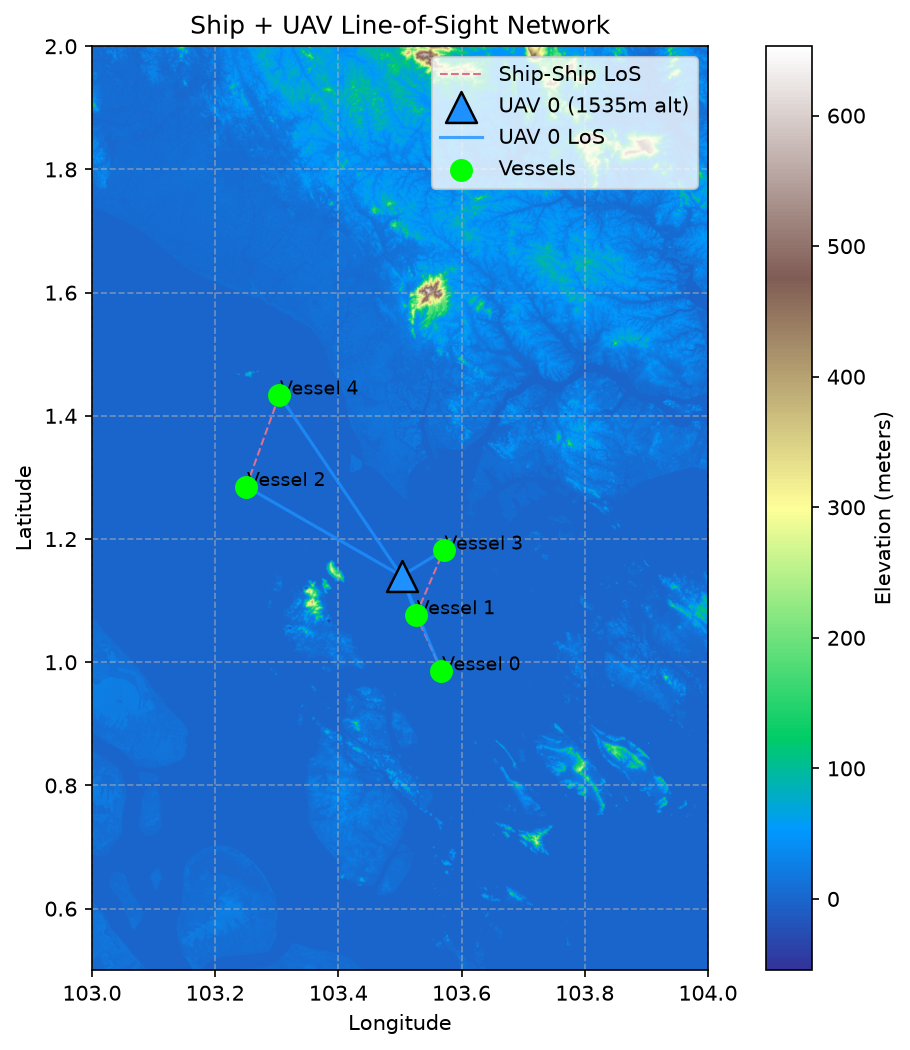 Ship + UAV Line-of-Sight Network
Ship-Ship LoS
UAV 0 (1535m alt)
UAV 0 LoS
Vessels
Vessel 4
Vessel 2
Vessel 3
Vessel 1
Vessel 0
2.0
1.8
1.6
1.4
1.2
1.0
0.8
0.6
Latitude
103.0 103.2 103.4 103.6 103.8 104.0
Longitude
600
500
400
300
200
100
0
Elevation (meters)